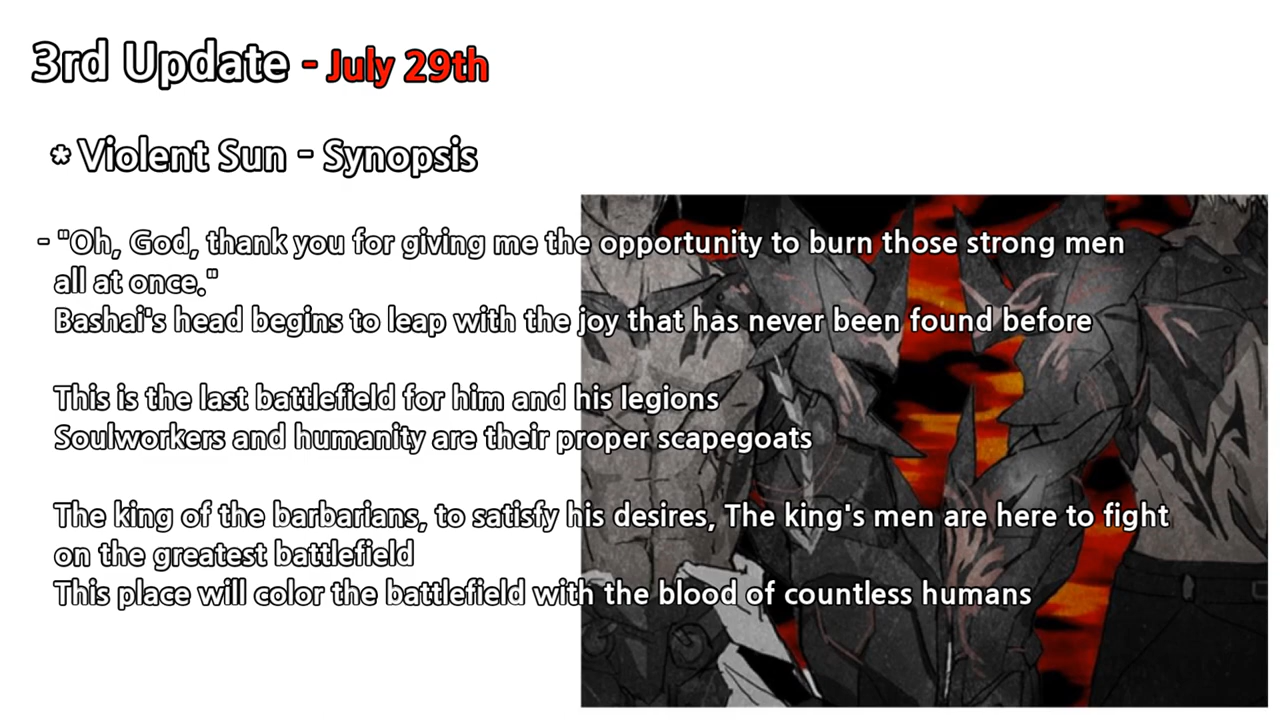 3rd Update - July 29th
* Violent Sun - Synopsis
- "Oh, God, thank you for giving me the opportunity to burn those strong men
all at once."
Bashai's head begins to leap with the joy that has never been found before
This is the last battlefield for him and his legions
Soulworkers and humanity are their proper scapegoats
The king of the barbarians, to satisfy his desires, The king's men are here to fight
on the greatest battlefield
This place will color the battlefield with the blood of countless humans